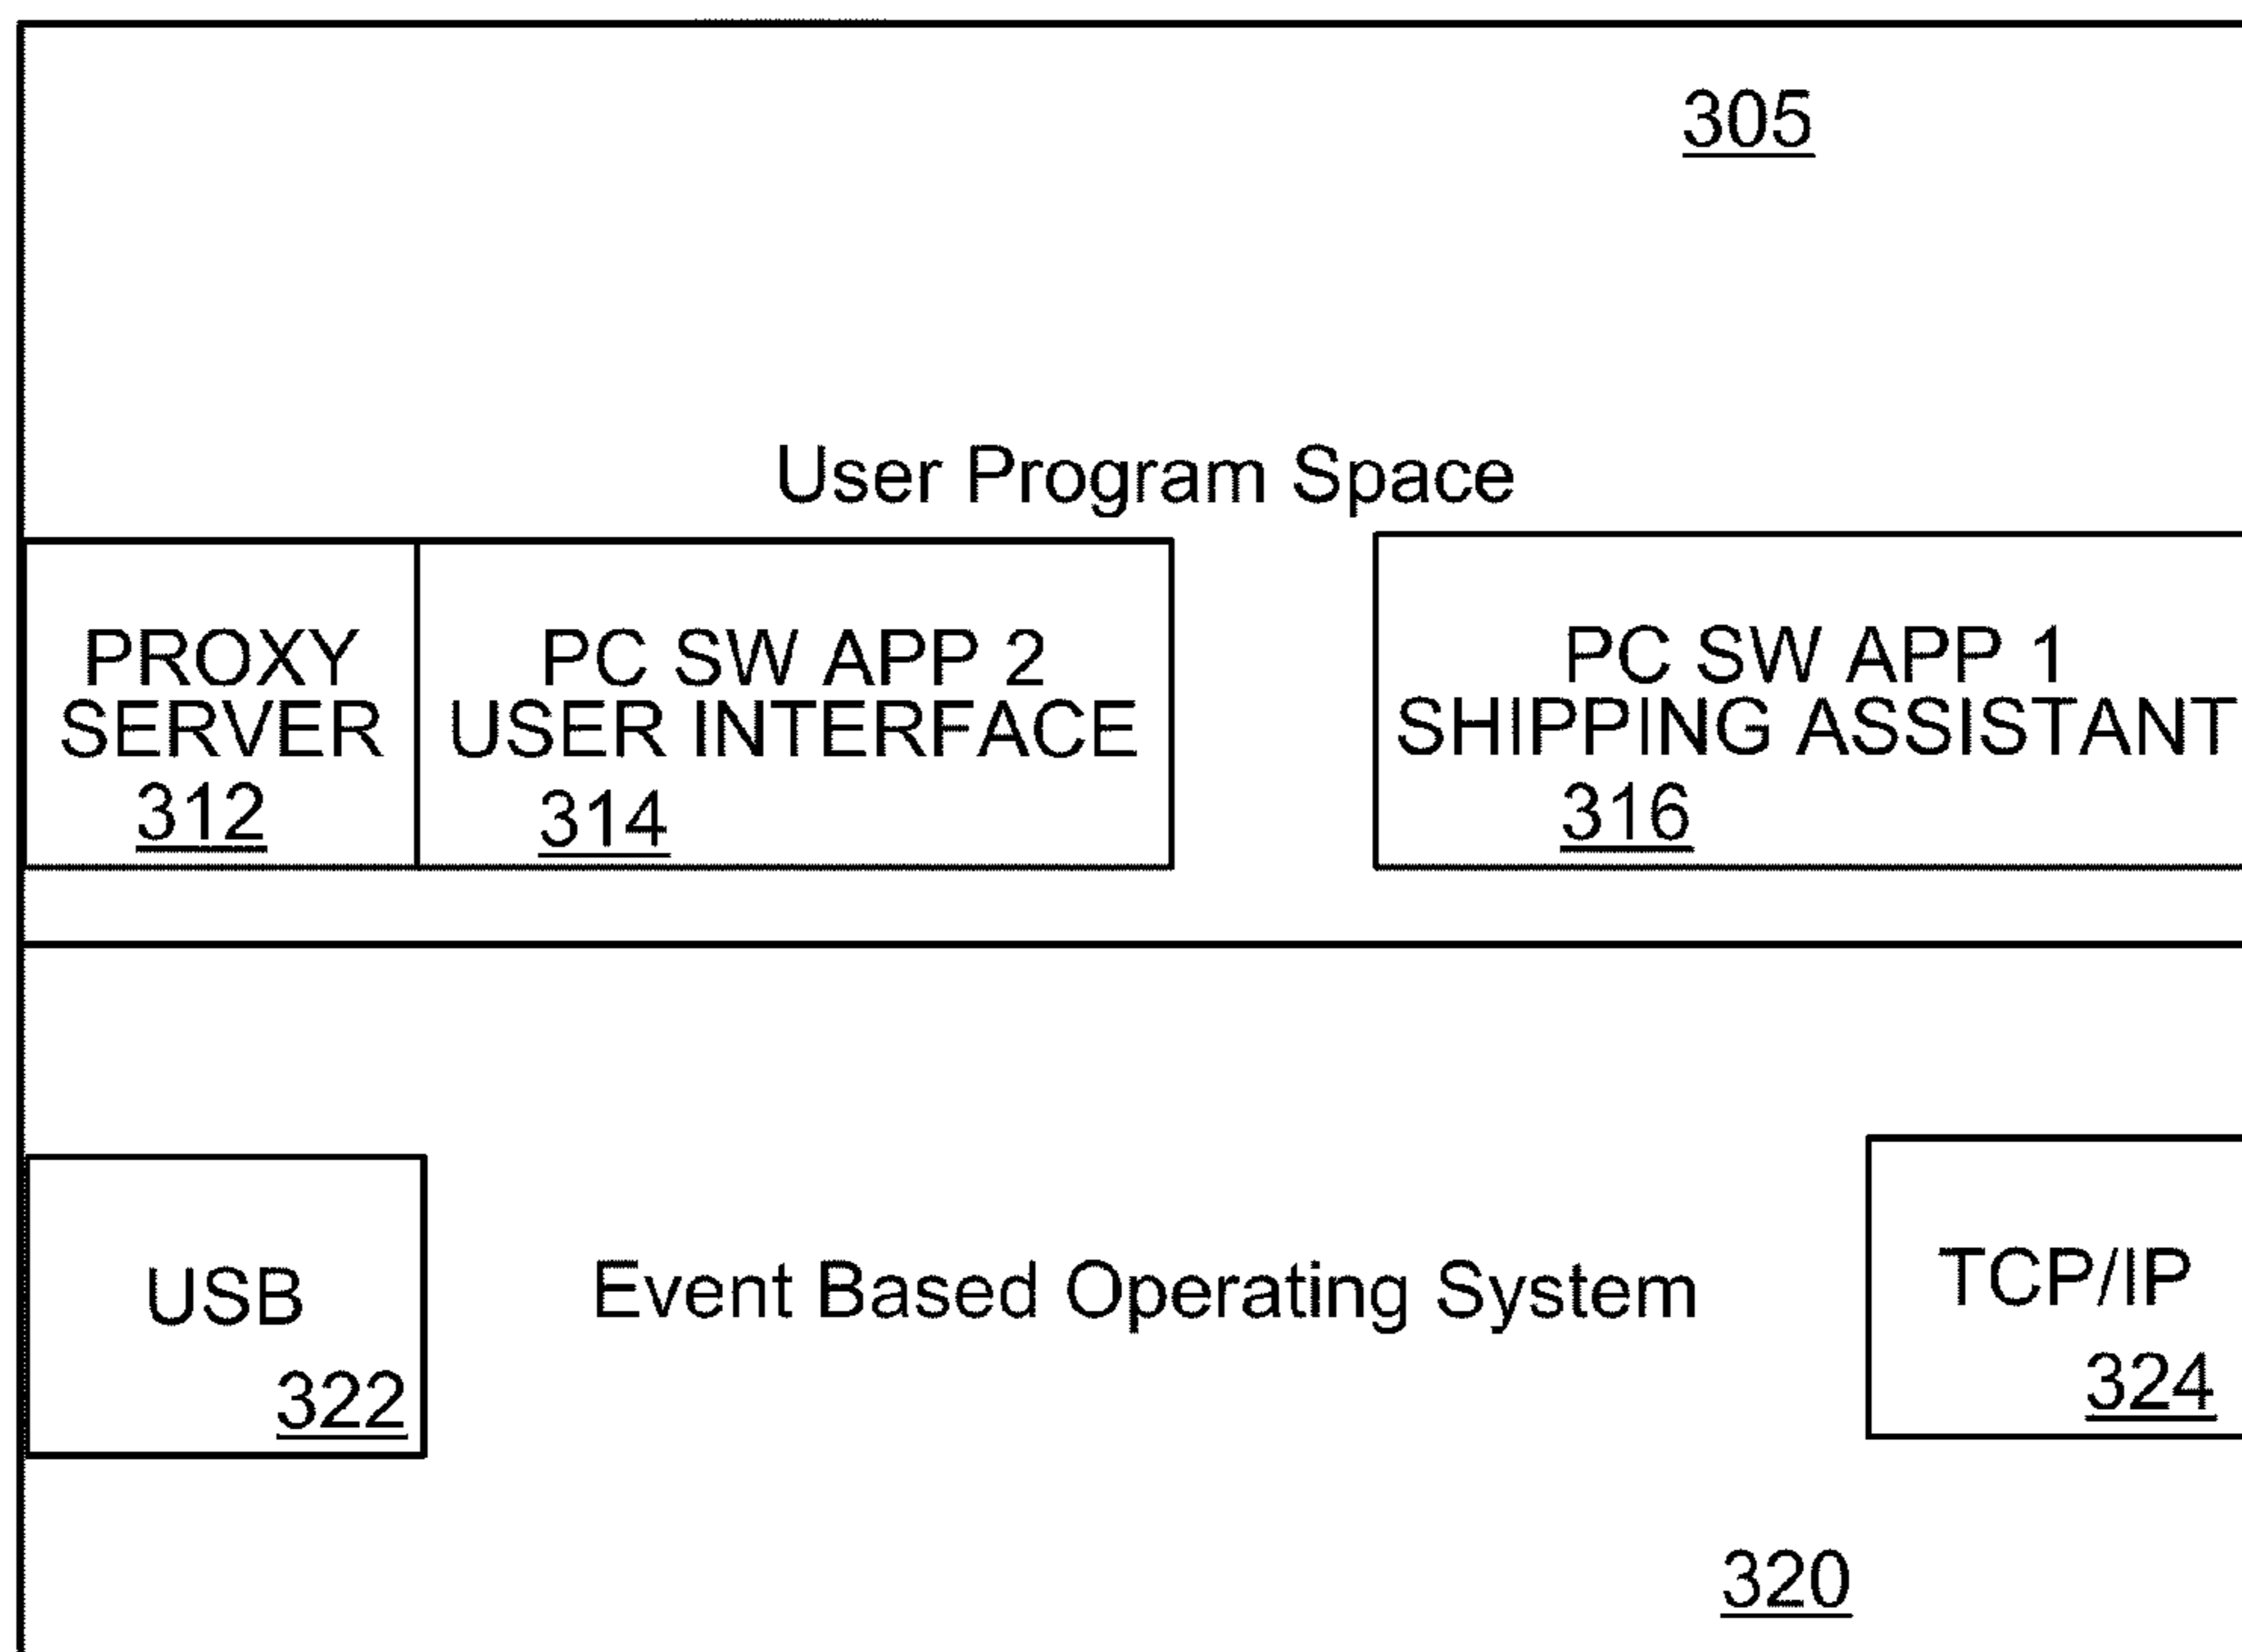 305
User Program Space
PROXY
SERVER
312
PC SW APP 2
USER INTERFACE
314
PC SW APP 1
SHIPPING ASSISTANT
316
USB
322
Event Based Operating System
TCP/IP
324
320